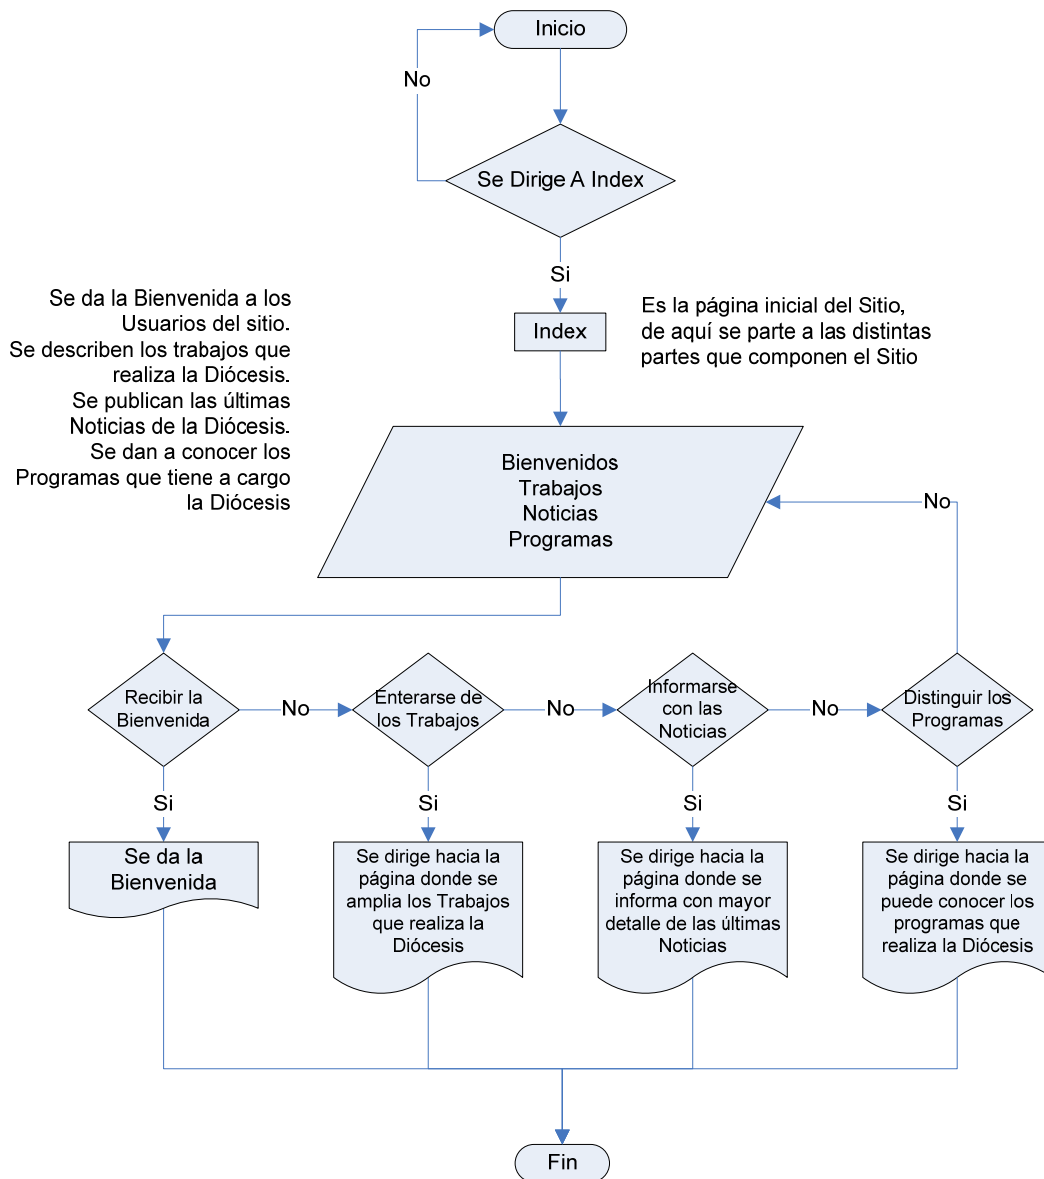 Inicio
No
Se Dirige A Index
Si
Se da la Bienvenida a los
Usuarios del sitio.
Se describen los trabajos que
realiza la Diócesis.
Se publican las últimas
Noticias de la Diócesis.
Se dan a conocer los
Programas que tiene a cargo
la Diócesis
Index
Es la página inicial del Sitio,
de aquí se parte a las distintas
partes que componen el Sitio
Bienvenidos
Trabajos
Noticias
Programas
No
Recibir la
Bienvenida
No
Enterarse de
los Trabajos
No
Informarse
con las
Noticias
No
Distinguir los
Programas
Si
Si
Si
Si
Se da la
Bienvenida
Se dirige hacia la
página donde se
amplia los Trabajos
que realiza la
Diócesis
Se dirige hacia la
página donde se
informa con mayor
detalle de las últimas
Noticias
Se dirige hacia la
página donde se
puede conocer los
programas que
realiza la Diócesis
Fin